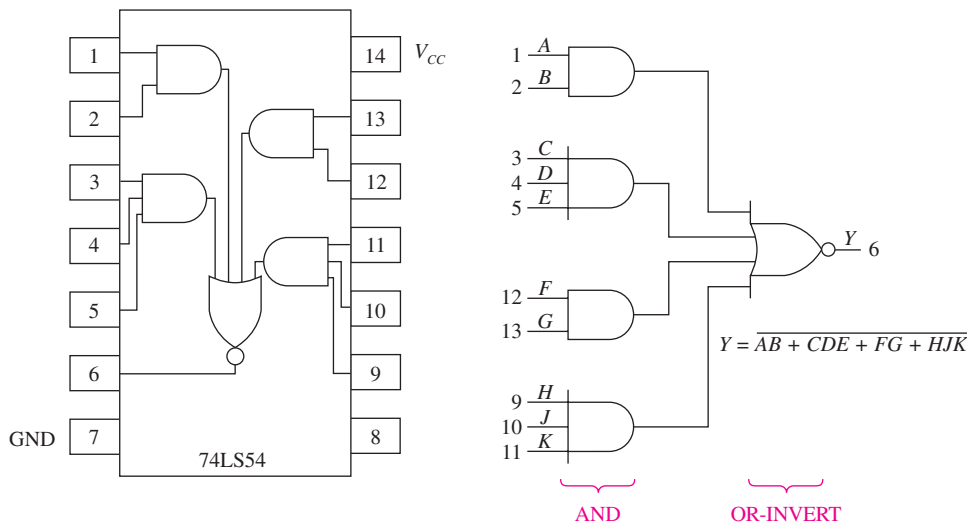 1
2
3
4
5
6
GND 7
14 V_CC
13
12
11
10
9
8
74LS54
1 A
2 B
3 C
4 D
5 E
12 F
13 G
9 H
10 J
11 K
Y 6
Y = \overline{AB + CDE + FG + HJK}
AND
OR-INVERT